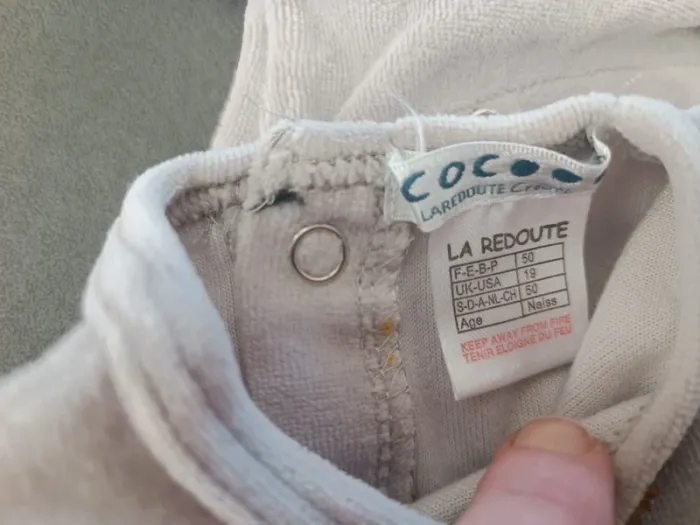 COCO
LAREDOUTE
LA REDOUTE
F-E-B-P 50
UK-USA 19
S-D-A-NL-CH 50
Age Naiss
KEEP AWAY FROM FIRE
TENIR ELOIGNE DU FEU